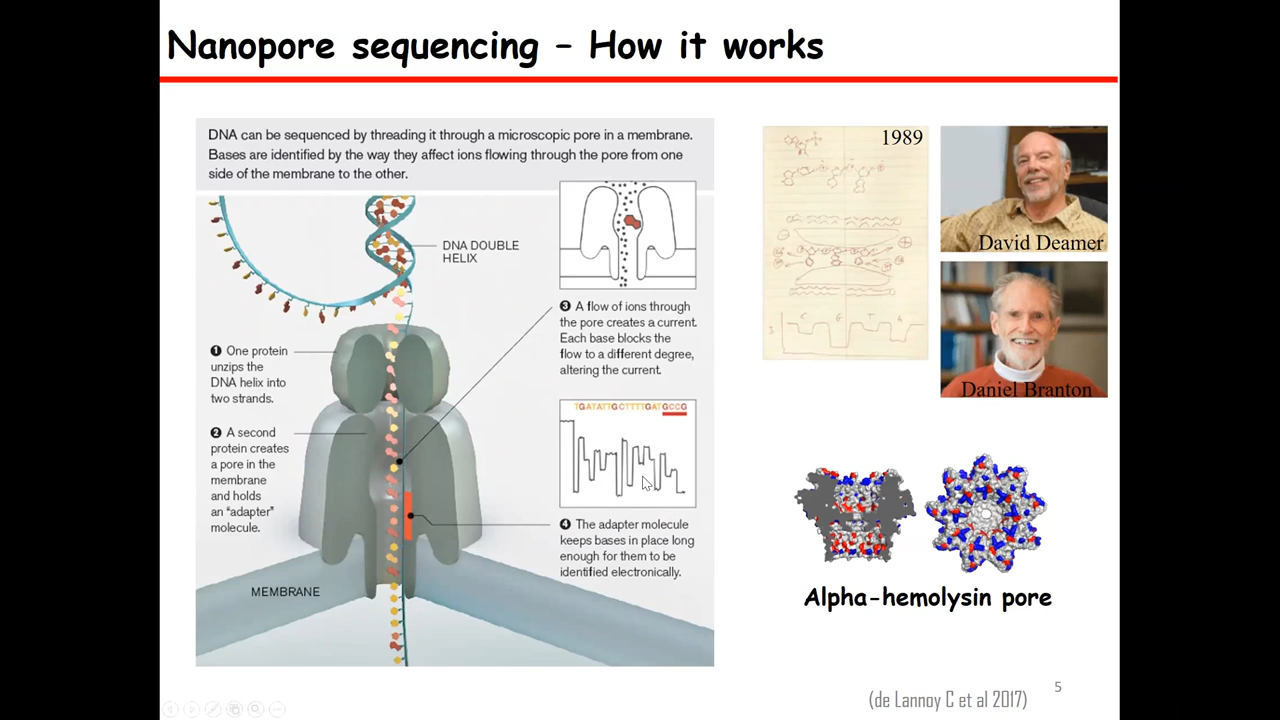 Nanopore sequencing – How it works
DNA can be sequenced by threading it through a microscopic pore in a membrane.
Bases are identified by the way they affect ions flowing through the pore from one
side of the membrane to the other.
DNA DOUBLE
HELIX
❶ One protein
unzips the
DNA helix into
two strands.
❷ A second
protein creates
a pore in the
membrane
and holds
an “adapter”
molecule.
MEMBRANE
❸ A flow of ions through
the pore creates a current.
Each base blocks the
flow to a different degree,
altering the current.
TGATATTGCTTTTGATGCCG
❹ The adapter molecule
keeps bases in place long
enough for them to be
identified electronically.
1989
David Deamer
Daniel Branton
Alpha-hemolysin pore
(de Lannoy C et al 2017)
5